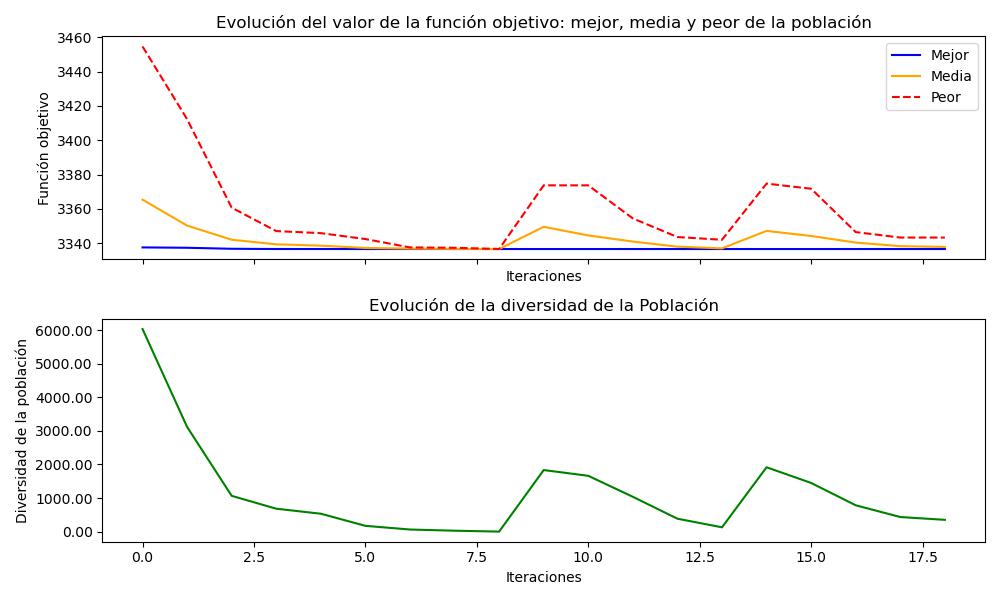 Evolución del valor de la función objetivo: mejor, media y peor de la población
3460
3440
3420
3400
3380
3360
3340
Función objetivo
Mejor
Media
Peor
Iteraciones
Evolución de la diversidad de la Población
6000.00
5000.00
4000.00
3000.00
2000.00
1000.00
0.00
Diversidad de la población
0.0 2.5 5.0 7.5 10.0 12.5 15.0 17.5
Iteraciones